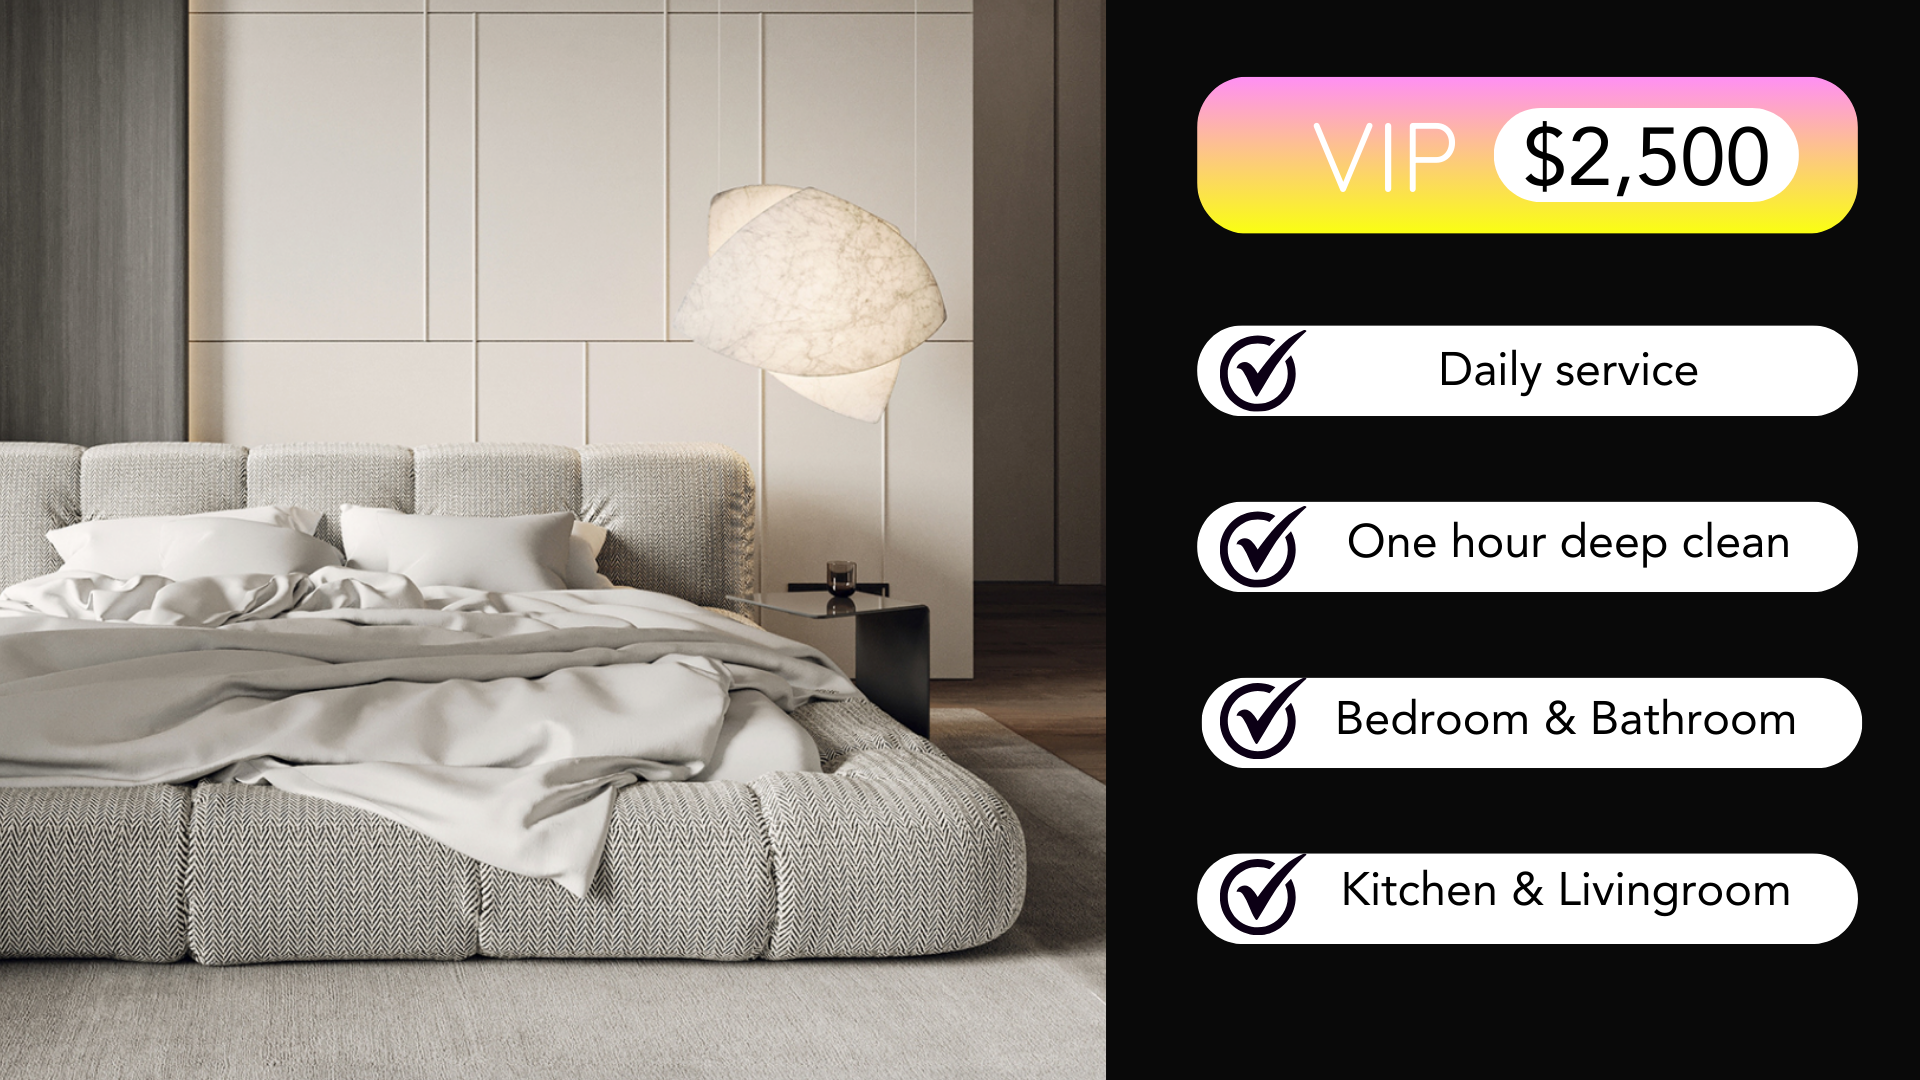 VIP $2,500
Daily service
One hour deep clean
Bedroom & Bathroom
Kitchen & Livingroom